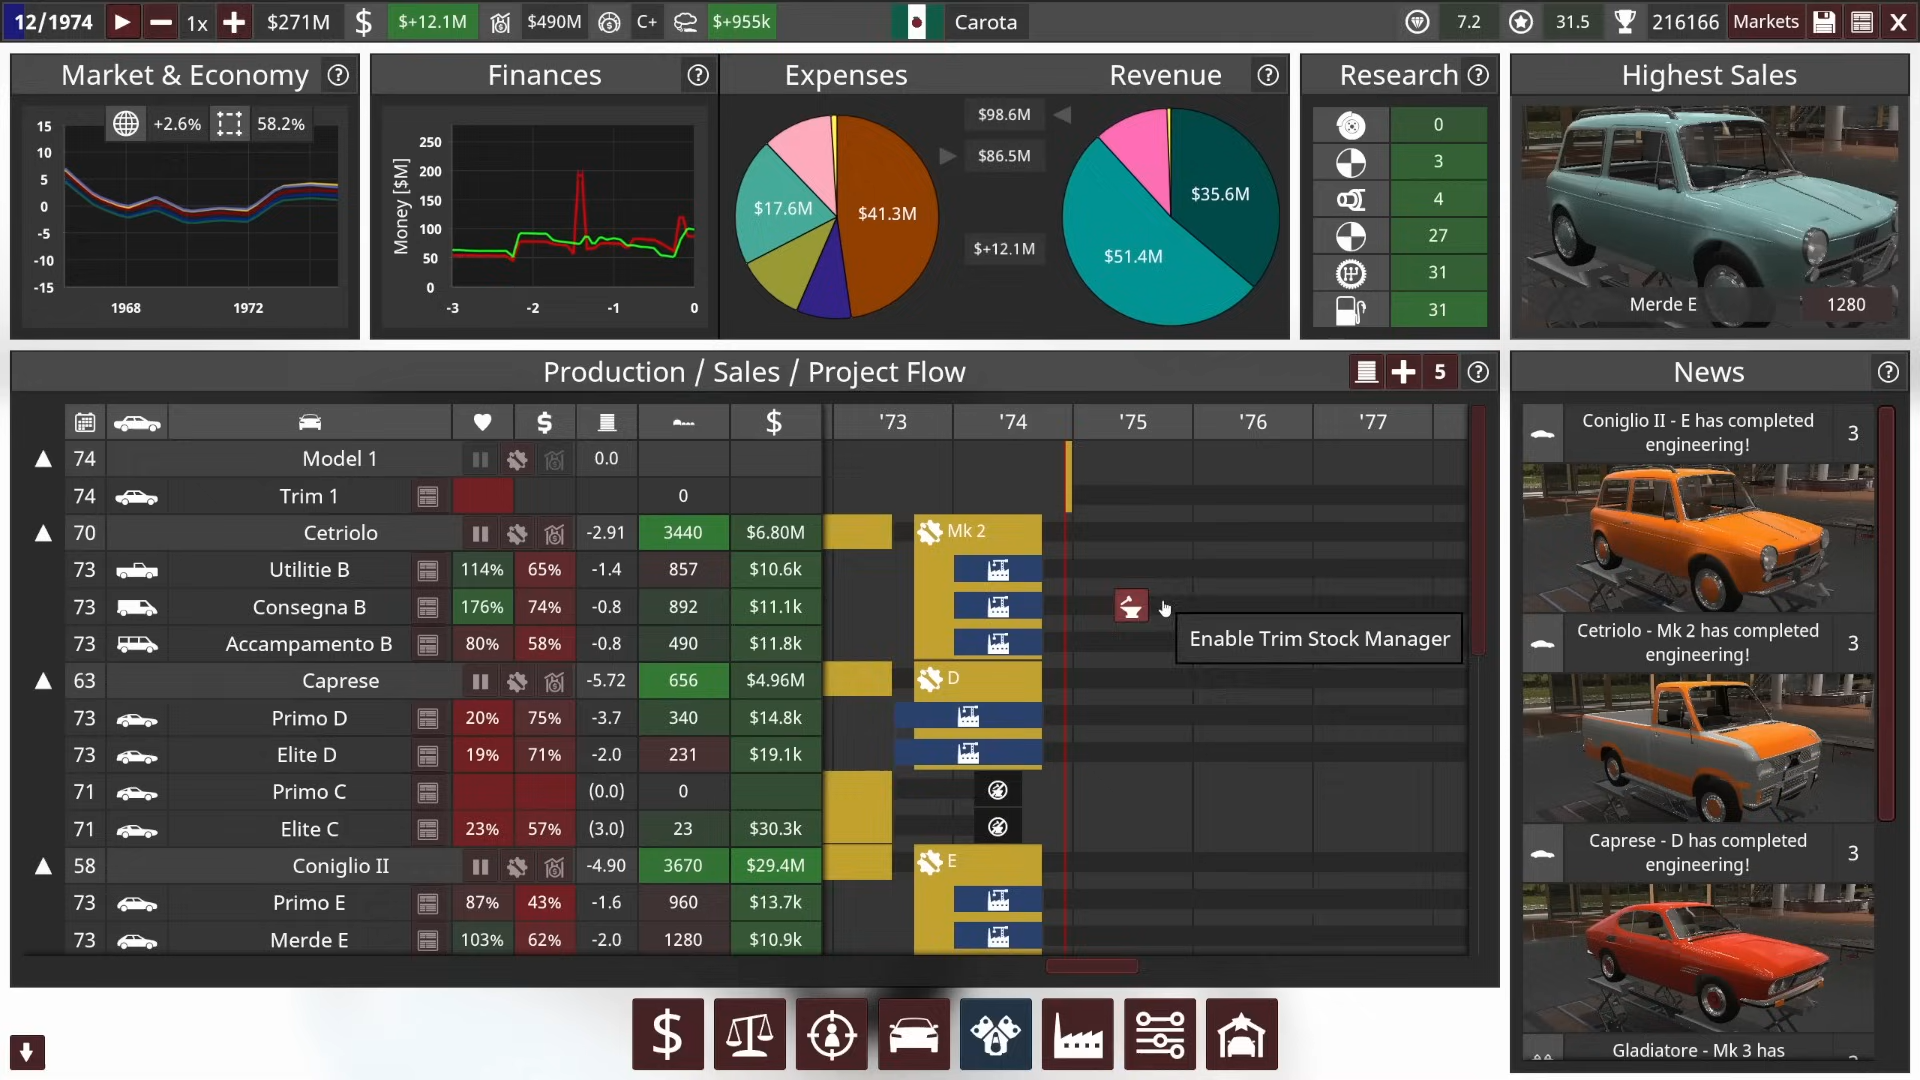 12/1974 1x $271M $+12.1M $490M C+ $+955k Carota 7.2 31.5 216166 Markets X
Market & Economy
+2.6% 58.2%
15
10
5
0
-5
-10
-15
1968 1972
Finances
Money [$M]
250
200
150
100
50
0
-3 -2 -1 0
Expenses
$17.6M $41.3M
$98.6M
$86.5M
$+12.1M
Revenue
$35.6M
$51.4M
Research
0
3
4
27
31
31
Highest Sales
Merde E 1280
Production / Sales / Project Flow 5
$ $ '73 '74 '75 '76 '77
74 Model 1 0.0
74 Trim 1 0
70 Cetriolo -2.91 3440 $6.80M Mk 2
73 Utilitie B 114% 65% -1.4 857 $10.6k
73 Consegna B 176% 74% -0.8 892 $11.1k
Enable Trim Stock Manager
73 Accampamento B 80% 58% -0.8 490 $11.8k
63 Caprese -5.72 656 $4.96M D
73 Primo D 20% 75% -3.7 340 $14.8k
73 Elite D 19% 71% -2.0 231 $19.1k
71 Primo C (0.0) 0
71 Elite C 23% 57% (3.0) 23 $30.3k
58 Coniglio II -4.90 3670 $29.4M E
73 Primo E 87% 43% -1.6 960 $13.7k
73 Merde E 103% 62% -2.0 1280 $10.9k
News
Coniglio II - E has completed
engineering!
3
Cetriolo - Mk 2 has completed
engineering!
3
Caprese - D has completed
engineering!
3
Gladiatore - Mk 3 has